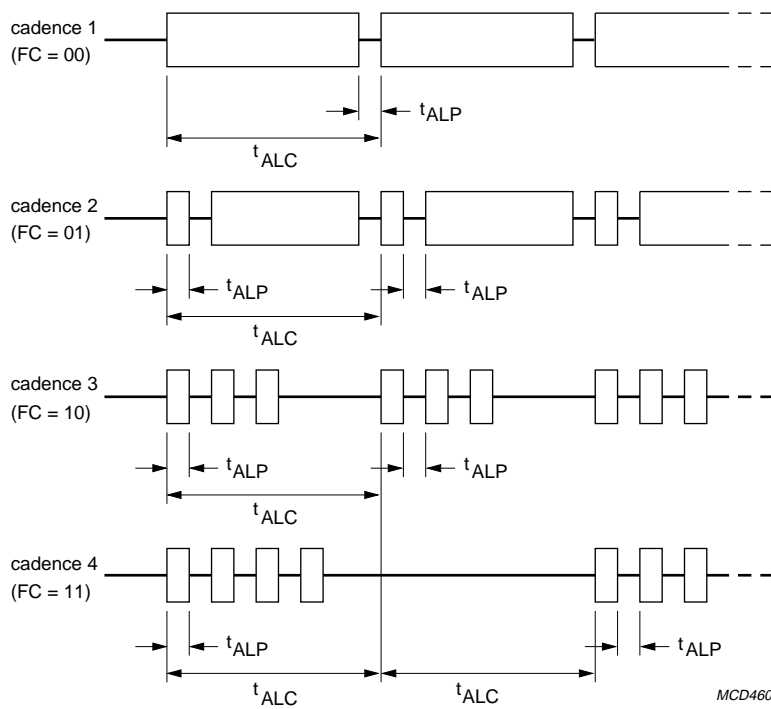 cadence 1
(FC = 00)
tALP
tALC
cadence 2
(FC = 01)
tALP
tALP
tALC
cadence 3
(FC = 10)
tALP
tALP
tALC
cadence 4
(FC = 11)
tALP
tALP
tALC
tALC
MCD460